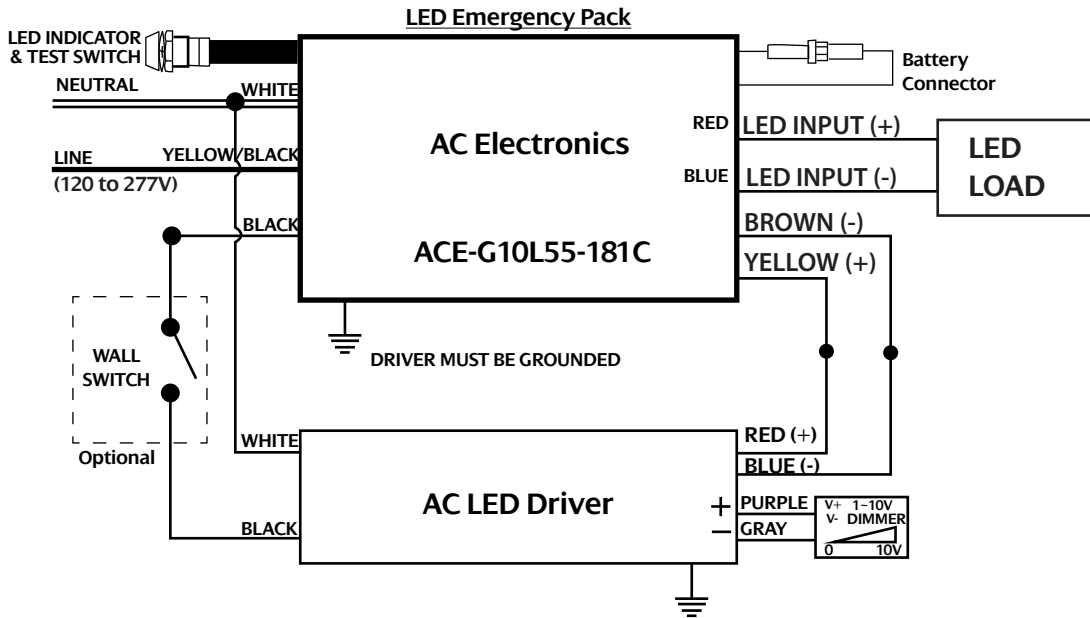 LED Emergency Pack
LED INDICATOR
& TEST SWITCH
NEUTRAL
WHITE
LINE
(120 to 277V)
YELLOW/BLACK
BLACK
AC Electronics
ACE-G10L55-181C
Battery
Connector
RED
LED INPUT (+)
BLUE
LED INPUT (-)
LED
LOAD
BROWN (-)
YELLOW (+)
DRIVER MUST BE GROUNDED
WALL
SWITCH
Optional
WHITE
BLACK
AC LED Driver
RED (+)
BLUE (-)
+ PURPLE
− GRAY
V+ 1~10V
V- DIMMER
0 10V